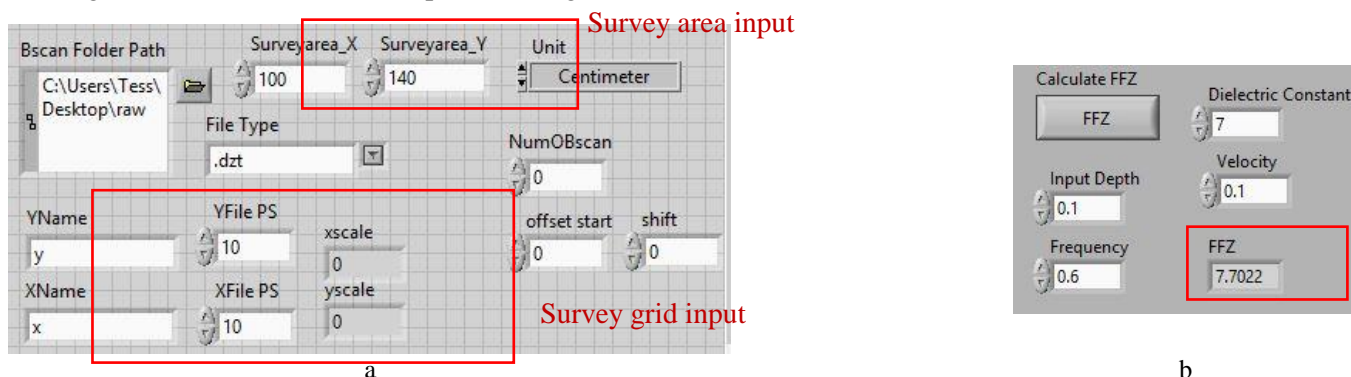 Survey area input
Bscan Folder Path
Surveyarea_X
Surveyarea_Y
Unit
C:\Users\Tess\
Desktop\raw
100
140
Centimeter
File Type
.dzt
NumOBscan
0
YName
YFile PS
xscale
offset start
shift
y
10
0
0
0
XName
XFile PS
yscale
x
10
0
Survey grid input
a
Calculate FFZ
FFZ
Dielectric Constant
7
Input Depth
Velocity
0.1
0.1
Frequency
FFZ
0.6
7.7022
b